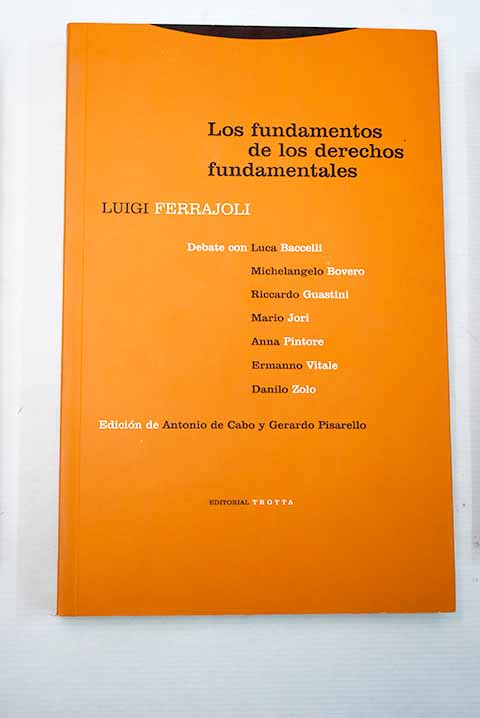 Los fundamentos
de los derechos
fundamentales
LUIGI FERRAJOLI
Debate con Luca Baccelli
Michelangelo Bovero
Riccardo Guastini
Mario Jori
Anna Pintore
Ermanno Vitale
Danilo Zolo
Edición de Antonio de Cabo y Gerardo Pisarello
EDITORIAL TROTTA